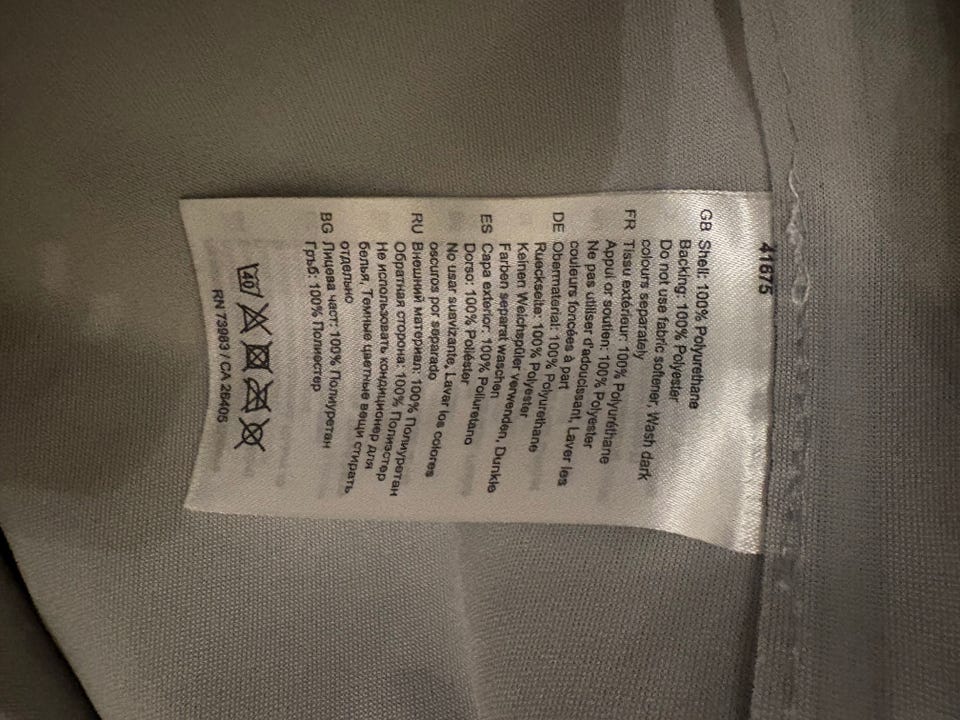 41675
GB Shell: 100% Polyurethane
Backing: 100% Polyester
Do not use fabric softener, Wash dark
colours separately
FR Tissu extérieur: 100% Polyuréthane
Appui or soutien: 100% Polyester
Ne pas utiliser d'adoucissant, Laver les
couleurs foncées à part
DE Obermaterial: 100% Polyurethane
Rueckseite: 100% Polyester
Keinen Weichspüler verwenden, Dunkle
Farben separat waschen
ES Capa exterior: 100% Poliuretano
Dorso: 100% Poliéster
No usar suavizante, Lavar los colores
oscuros por separado
RU Внешний материал: 100% Полиуретан
Обратная сторона: 100% Полиэстер
Не использовать кондиционер для
белья, Темные цветные вещи стирать
отдельно
BG Лицева част: 100% Полиуретан
Гръб: 100% Полиестер
40
RN 73983 / CA 26406